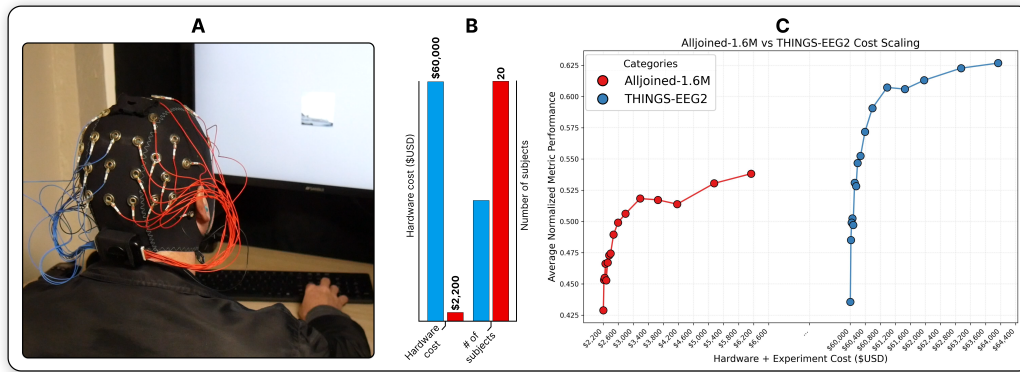 A
B
C
$60,000
$2,200
20
Hardware cost ($USD)
Number of subjects
Hardware
cost
# of
subjects
Alljoined-1.6M vs THINGS-EEG2 Cost Scaling
Categories
Alljoined-1.6M
THINGS-EEG2
Average Normalized Metric Performance
0.625
0.600
0.575
0.550
0.525
0.500
0.475
0.450
0.425
$2,200
$2,600
$3,000
$3,400
$3,800
$4,200
$4,600
$5,000
$5,400
$5,800
$6,200
$6,600
...
$60,000
$60,400
$60,800
$61,200
$61,600
$62,000
$62,400
$62,800
$63,200
$63,600
$64,000
$64,400
Hardware + Experiment Cost ($USD)